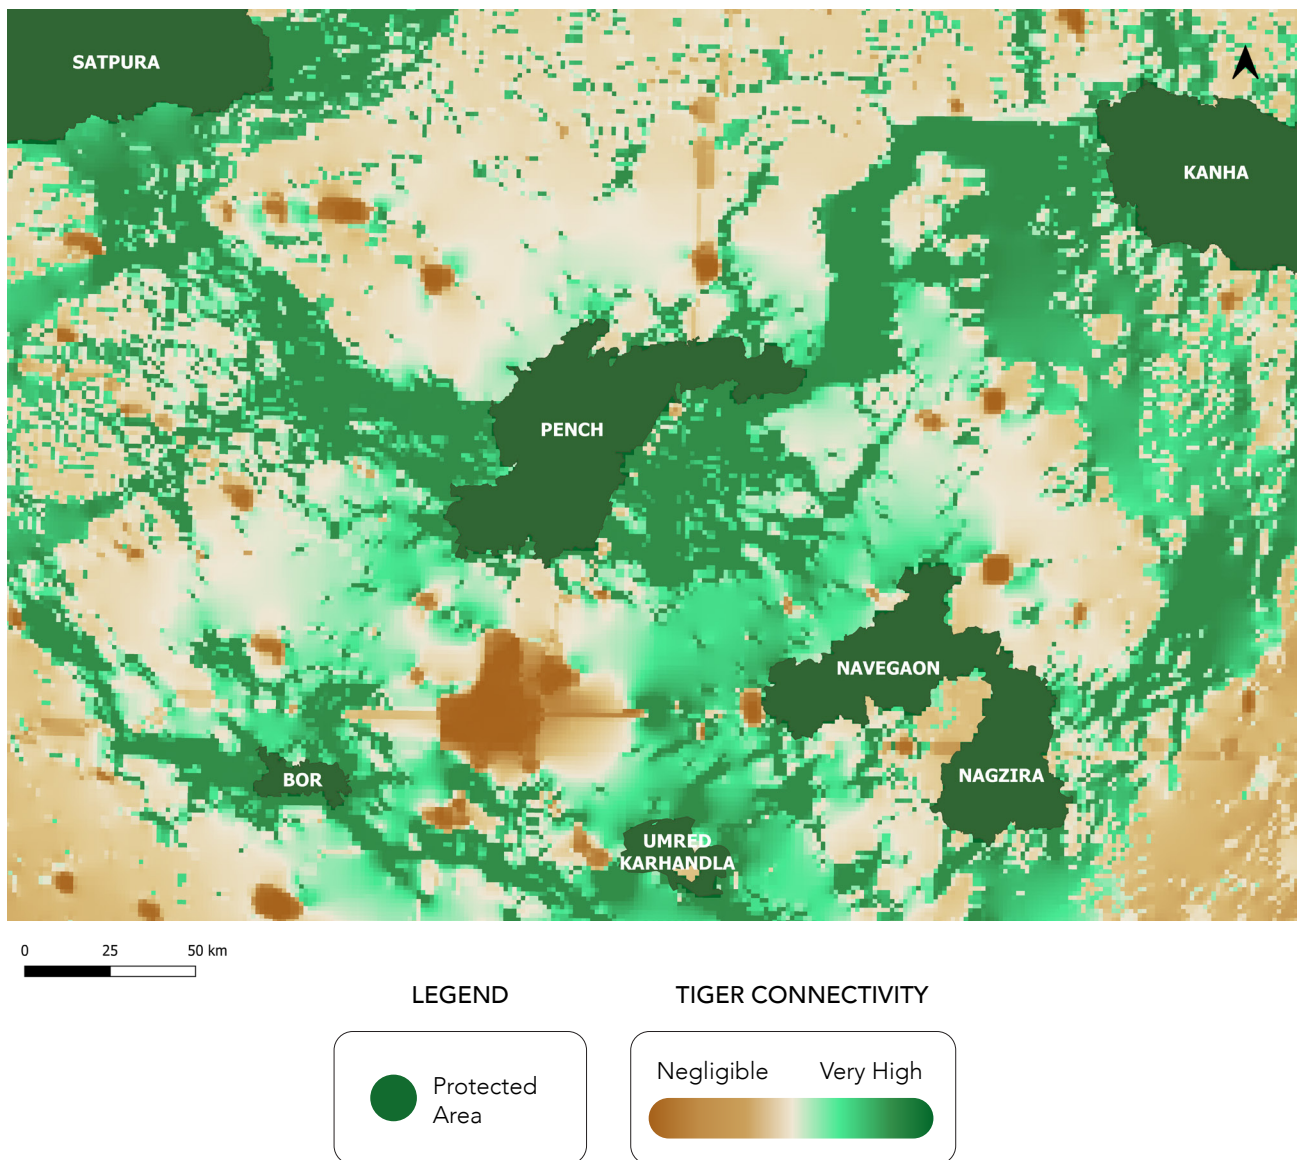 SATPURA
KANHA
PENCH
NAVEGAON
NAGZIRA
BOR
UMRED
KARHANDLA
0 25 50 km
LEGEND
Protected
Area
TIGER CONNECTIVITY
Negligible Very High